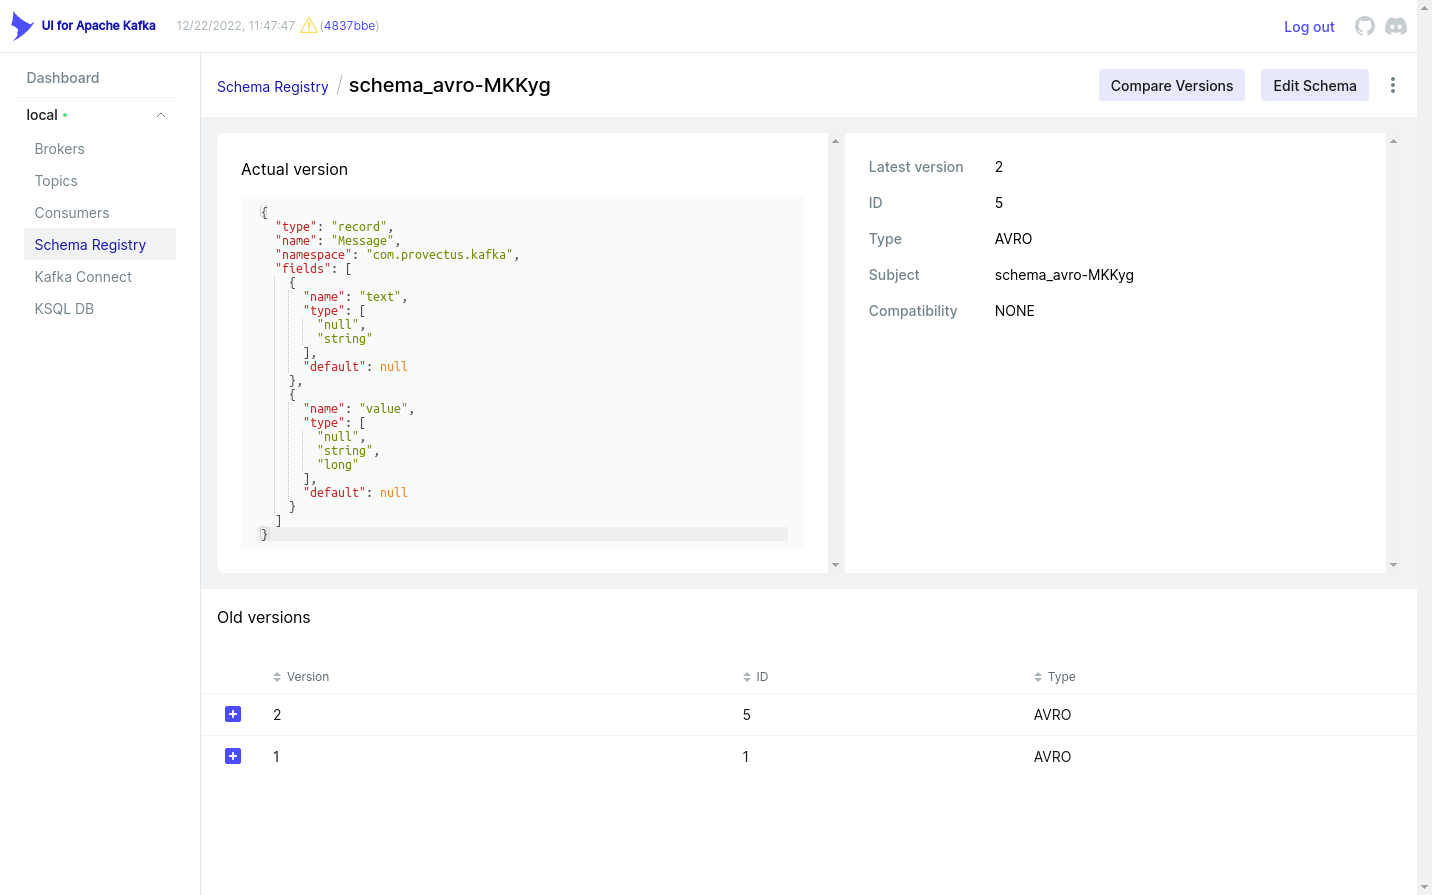 UI for Apache Kafka 12/22/2022, 11:47:47 (4837bbe) Log out
Dashboard
local
Brokers
Topics
Consumers
Schema Registry
Kafka Connect
KSQL DB
Schema Registry / schema_avro-MKKyg
Compare Versions Edit Schema
Actual version
{
  "type": "record",
  "name": "Message",
  "namespace": "com.provectus.kafka",
  "fields": [
    {
      "name": "text",
      "type": [
        "null",
        "string"
      ],
      "default": null
    },
    {
      "name": "value",
      "type": [
        "null",
        "string",
        "long"
      ],
      "default": null
    }
  ]
}
Latest version 2
ID 5
Type AVRO
Subject schema_avro-MKKyg
Compatibility NONE
Old versions
Version ID Type
2 5 AVRO
1 1 AVRO